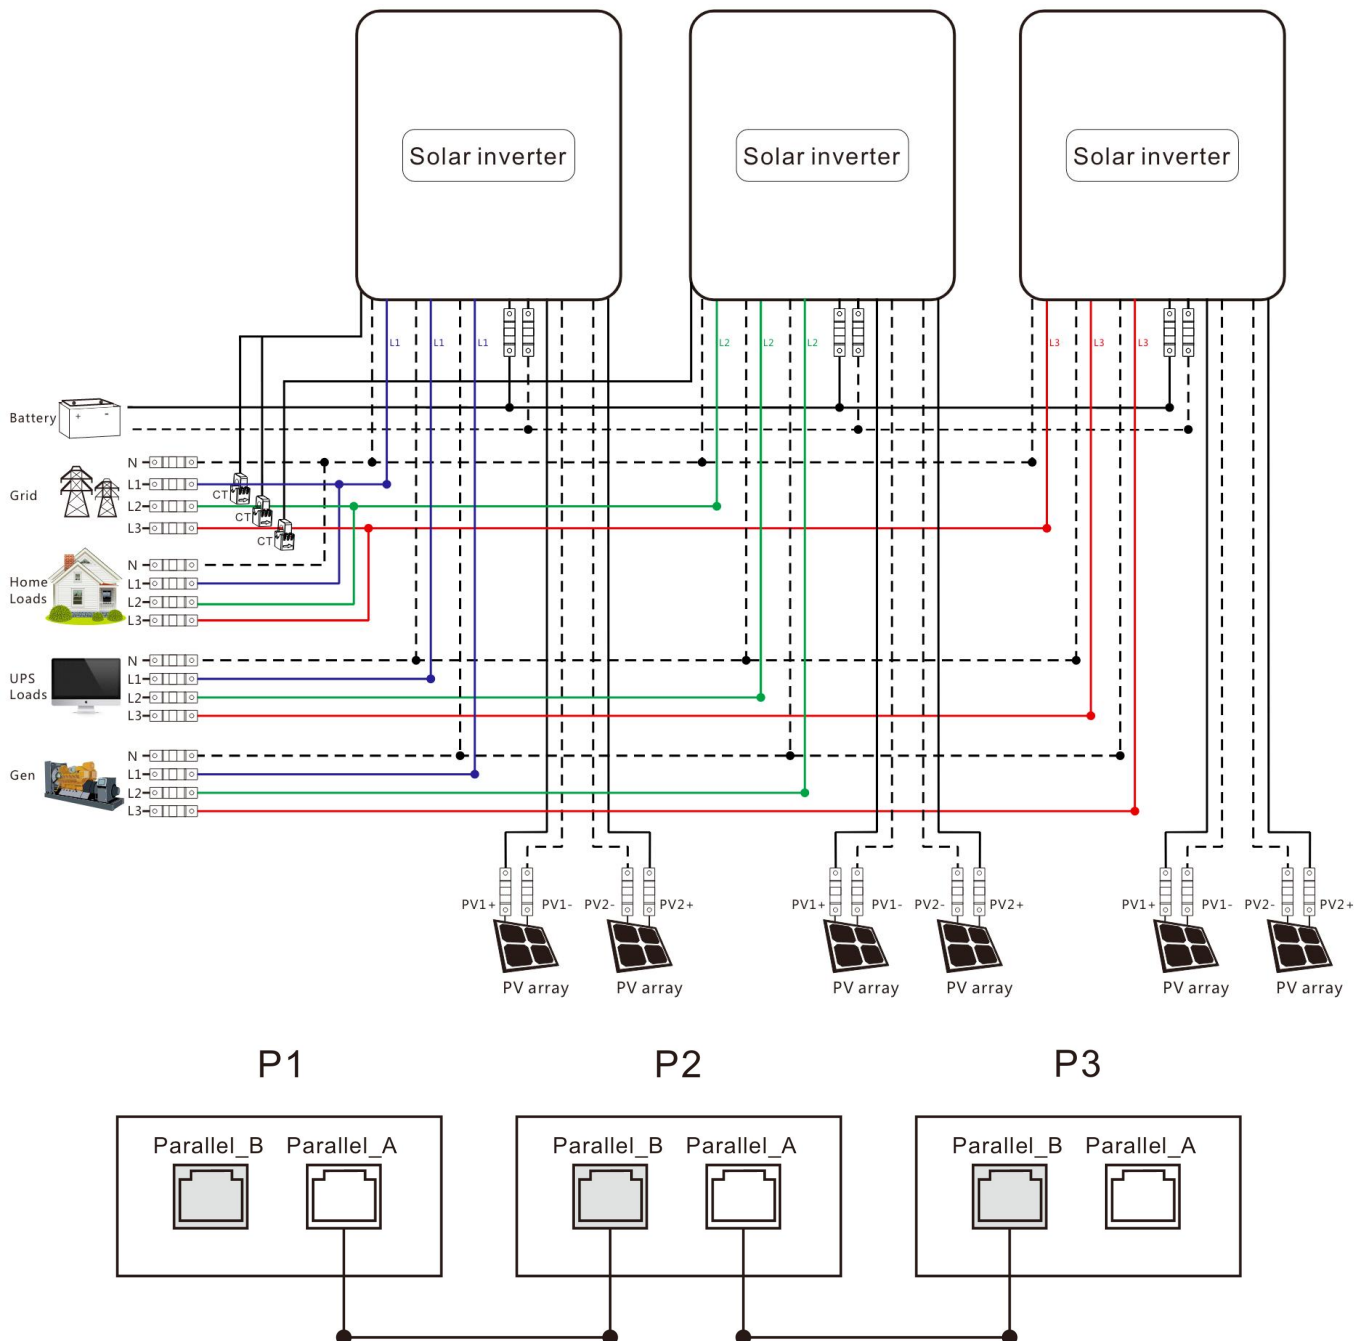 Solar inverter
Solar inverter
Solar inverter
L1
L1
L1
L2
L2
L2
L3
L3
L3
Battery
+ -
Grid
N
L1
L2
L3
CT
CT
CT
Home
Loads
N
L1
L2
L3
UPS
Loads
N
L1
L2
L3
Gen
N
L1
L2
L3
PV1+ PV1- PV2- PV2+
PV1+ PV1- PV2- PV2+
PV1+ PV1- PV2- PV2+
PV array PV array
PV array PV array
PV array PV array
P1
P2
P3
Parallel_B Parallel_A
Parallel_B Parallel_A
Parallel_B Parallel_A